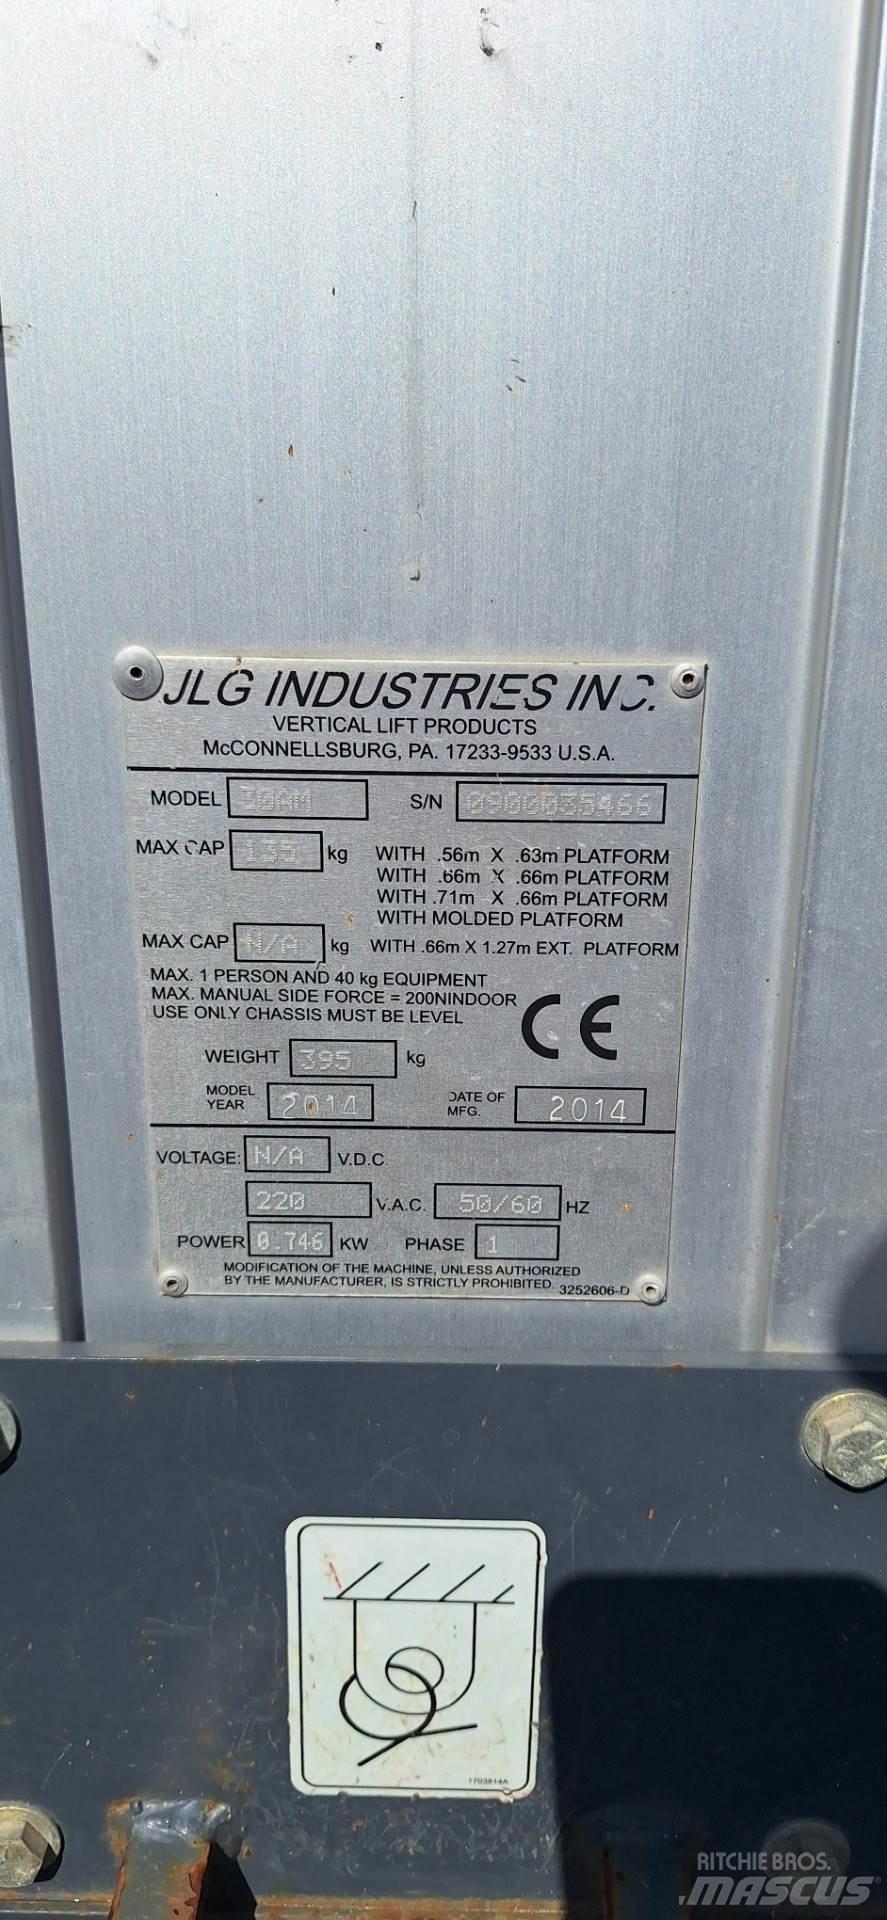 JLG INDUSTRIES INC.
VERTICAL LIFT PRODUCTS
McCONNELLSBURG, PA. 17233-9533 U.S.A.
MODEL 30AM S/N 0900035466
MAX CAP 135 kg WITH .56m X .63m PLATFORM
WITH .66m X .66m PLATFORM
WITH .71m X .66m PLATFORM
WITH MOLDED PLATFORM
MAX CAP N/A kg WITH .66m X 1.27m EXT. PLATFORM
MAX. 1 PERSON AND 40 kg EQUIPMENT
MAX. MANUAL SIDE FORCE = 200NINDOOR
USE ONLY CHASSIS MUST BE LEVEL
CE
WEIGHT 395 kg
MODEL YEAR 2014 DATE OF MFG. 2014
VOLTAGE: N/A V.D.C
220 V.A.C. 50/60 HZ
POWER 0.746 KW PHASE 1
MODIFICATION OF THE MACHINE, UNLESS AUTHORIZED
BY THE MANUFACTURER, IS STRICTLY PROHIBITED. 3252606-D
1703814A
RITCHIE BROS.
MASCUS